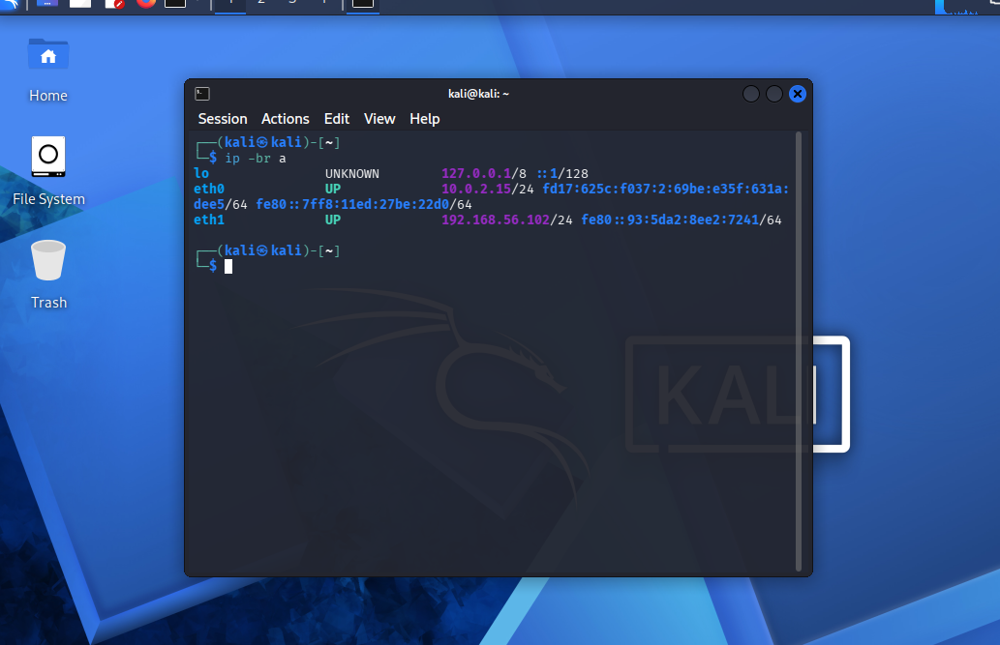 Home
File System
Trash
kali@kali: ~
Session Actions Edit View Help
┌──(kali㉿kali)-[~]
└─$ ip -br a
lo UNKNOWN 127.0.0.1/8 ::1/128
eth0 UP 10.0.2.15/24 fd17:625c:f037:2:69be:e35f:631a:
dee5/64 fe80::7ff8:11ed:27be:22d0/64
eth1 UP 192.168.56.102/24 fe80::93:5da2:8ee2:7241/64
┌──(kali㉿kali)-[~]
└─$
KALI